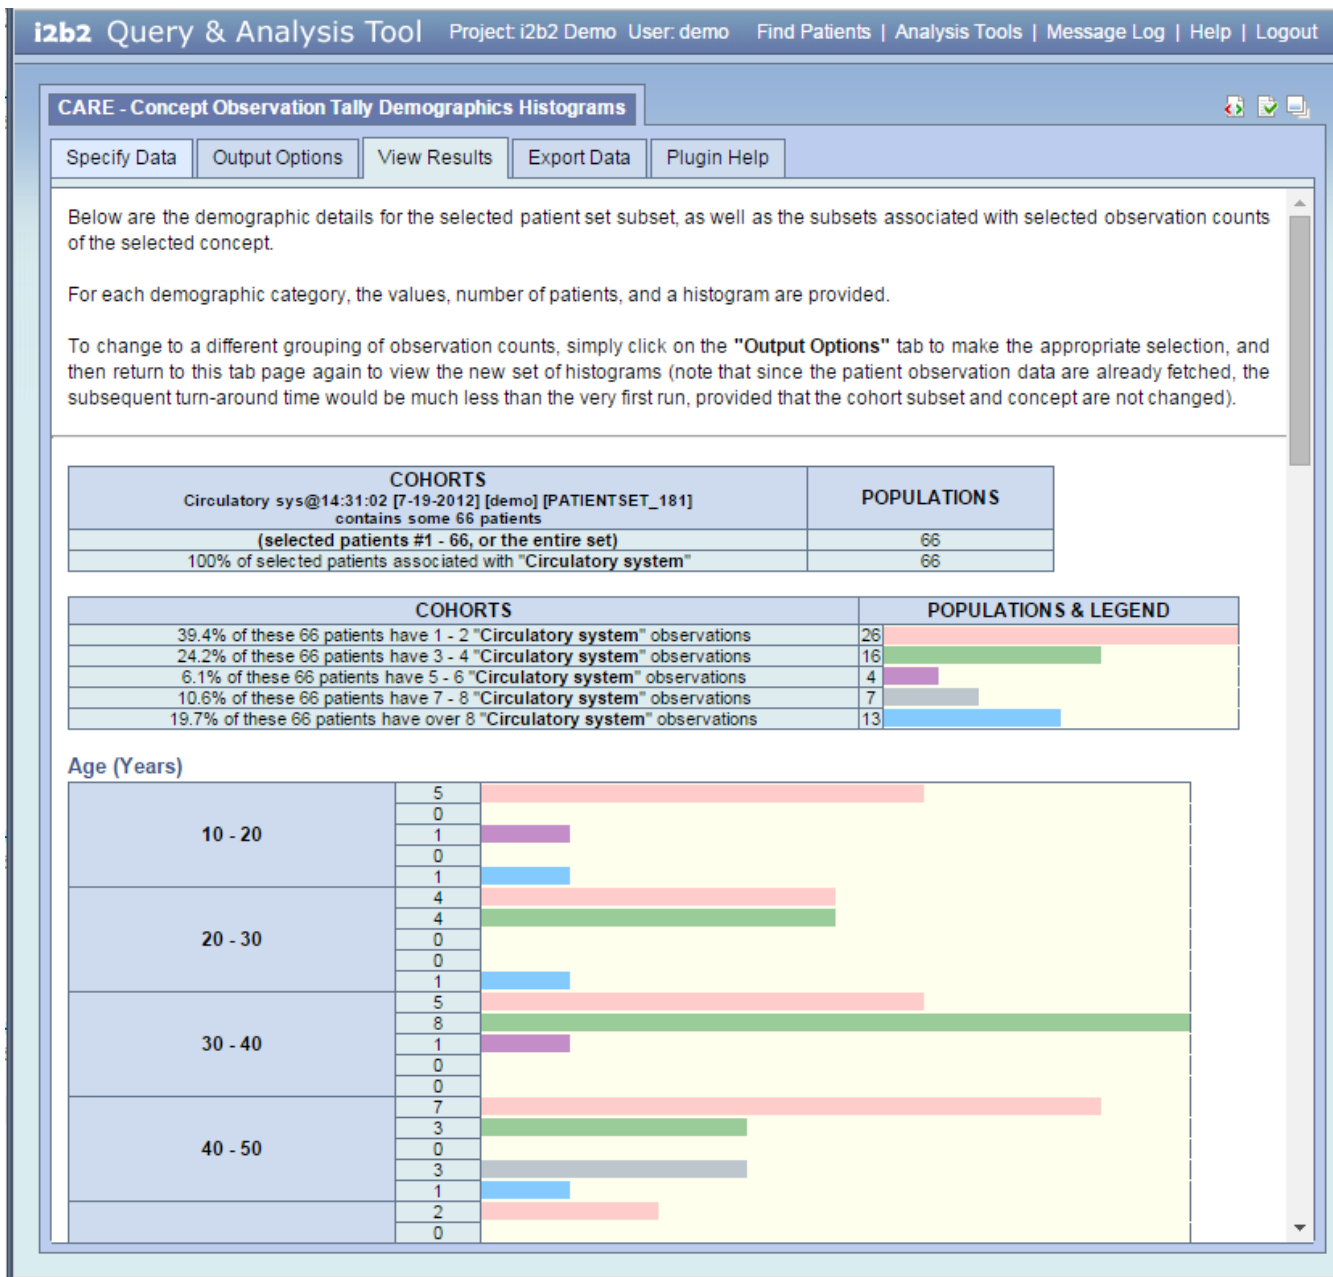 i2b2 Query & Analysis Tool Project: i2b2 Demo User: demo Find Patients | Analysis Tools | Message Log | Help | Logout
CARE - Concept Observation Tally Demographics Histograms
Specify Data Output Options View Results Export Data Plugin Help
Below are the demographic details for the selected patient set subset, as well as the subsets associated with selected observation counts
of the selected concept.
For each demographic category, the values, number of patients, and a histogram are provided.
To change to a different grouping of observation counts, simply click on the "Output Options" tab to make the appropriate selection, and
then return to this tab page again to view the new set of histograms (note that since the patient observation data are already fetched, the
subsequent turn-around time would be much less than the very first run, provided that the cohort subset and concept are not changed).
COHORTS
Circulatory sys@14:31:02 [7-19-2012] [demo] [PATIENTSET_181]
contains some 66 patients
POPULATIONS
(selected patients #1 - 66, or the entire set) 66
100% of selected patients associated with "Circulatory system" 66
COHORTS POPULATIONS & LEGEND
39.4% of these 66 patients have 1 - 2 "Circulatory system" observations 26
24.2% of these 66 patients have 3 - 4 "Circulatory system" observations 16
6.1% of these 66 patients have 5 - 6 "Circulatory system" observations 4
10.6% of these 66 patients have 7 - 8 "Circulatory system" observations 7
19.7% of these 66 patients have over 8 "Circulatory system" observations 13
Age (Years)
10 - 20
5
0
1
0
1
20 - 30
4
4
0
0
1
30 - 40
5
8
1
0
0
40 - 50
7
3
0
3
1
2
0